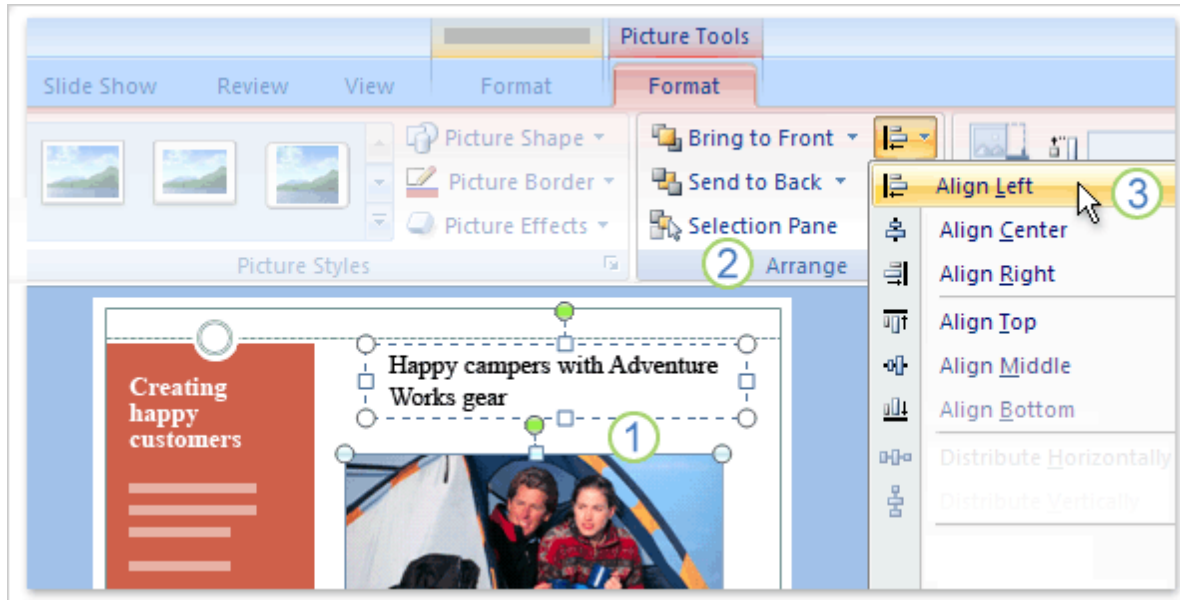 Picture Tools
Slide Show Review View Format Format
Picture Shape
Picture Border
Picture Effects
Picture Styles
Bring to Front
Send to Back
Selection Pane
2 Arrange
Align Left 3
Align Center
Align Right
Align Top
Align Middle
Align Bottom
Distribute Horizontally
Distribute Vertically
Creating
happy
customers
Happy campers with Adventure
Works gear
1